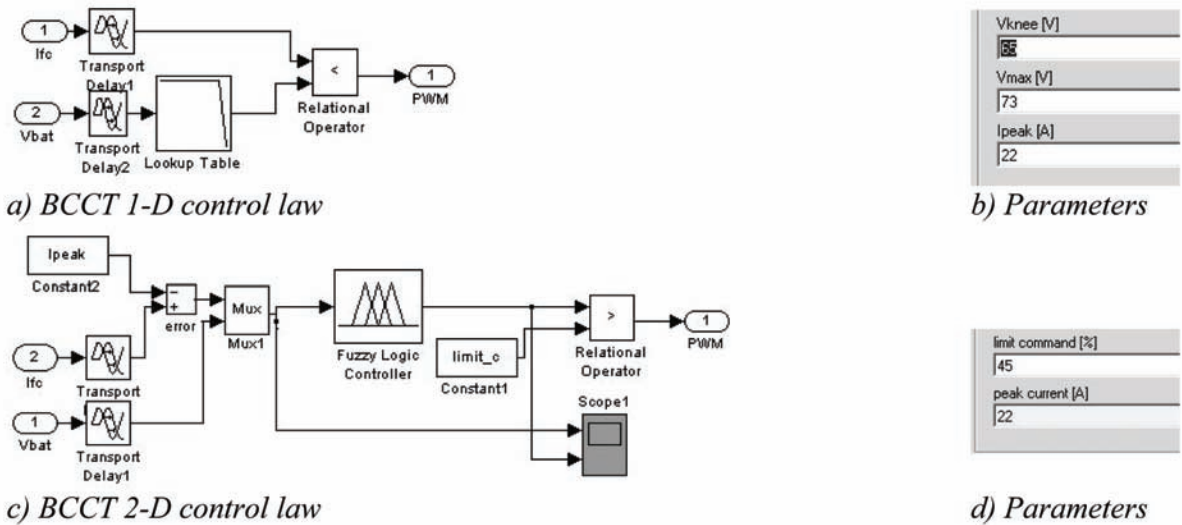 1
Ifc
Transport
Delay1
2
Vbat
Transport
Delay2
Lookup Table
<
Relational
Operator
1
PWM
Vknee [V]
65
Vmax [V]
73
Ipeak [A]
22
a) BCCT 1-D control law
b) Parameters
Ipeak
Constant2
−
+
error
Mux
Mux1
2
Ifc
Transport
1
Vbat
Transport
Delay1
Fuzzy Logic
Controller
limit_c
Constant1
>
Relational
Operator
1
PWM
Scope1
limit command [%]
45
peak current [A]
22
c) BCCT 2-D control law
d) Parameters